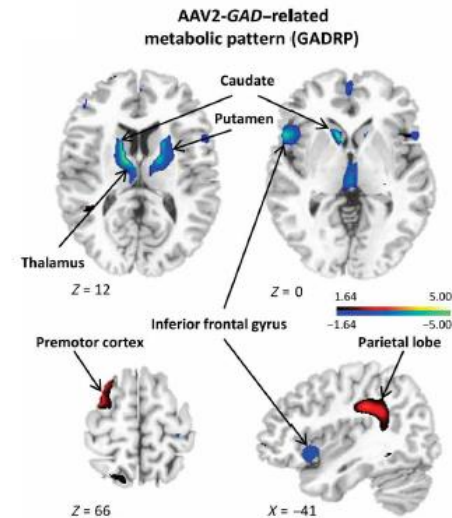 AAV2-GAD–related
metabolic pattern (GADRP)
Caudate
Putamen
Thalamus
Z = 12
Z = 0
1.64 5.00
−1.64 −5.00
Inferior frontal gyrus
Premotor cortex
Parietal lobe
Z = 66
X = −41